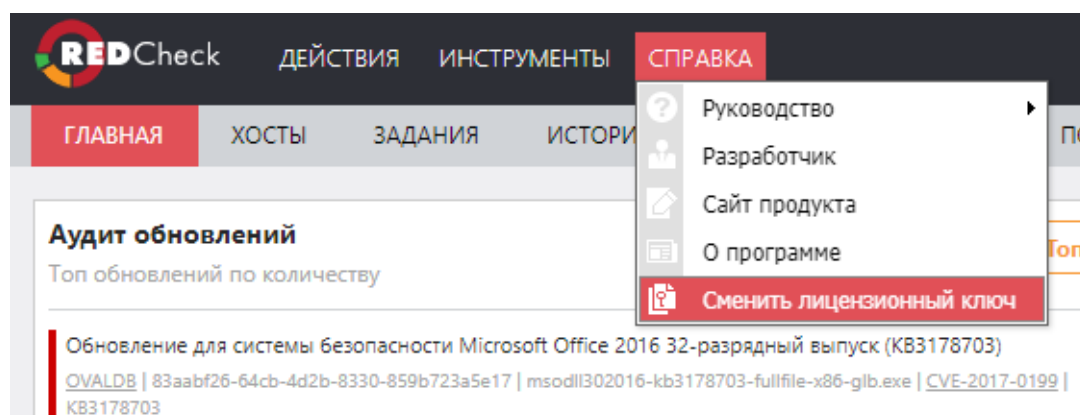 REDCheck ДЕЙСТВИЯ ИНСТРУМЕНТЫ СПРАВКА
ГЛАВНАЯ ХОСТЫ ЗАДАНИЯ
Руководство
Разработчик
Сайт продукта
О программе
Сменить лицензионный ключ
Аудит обновлений
Топ обновлений по количеству
Обновление для системы безопасности Microsoft Office 2016 32-разрядный выпуск (KB3178703)
OVALDB | 83aabf26-64cb-4d2b-8330-859b723a5e17 | msodll302016-kb3178703-fullfile-x86-glb.exe | CVE-2017-0199 |
KB3178703